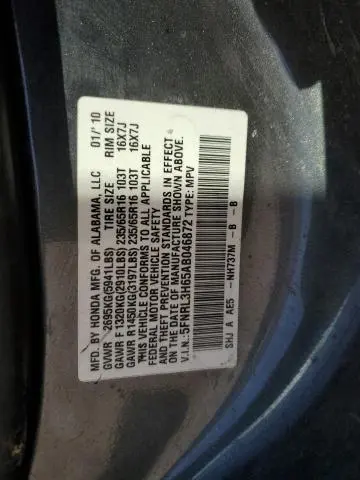 MFD. BY HONDA MFG. OF ALABAMA, LLC 01/'10
GVWR 2695KG(5941LBS) TIRE SIZE RIM SIZE
GAWR F 1320KG(2910LBS) 235/65R16 103T 16X7J
GAWR R 1450KG(3197LBS) 235/65R16 103T 16X7J
THIS VEHICLE CONFORMS TO ALL APPLICABLE
FEDERAL MOTOR VEHICLE SAFETY
AND THEFT PREVENTION STANDARDS IN EFFECT
ON THE DATE OF MANUFACTURE SHOWN ABOVE.
V.I.N.: 5FNRL3H65AB046872 TYPE: MPV
SHJ A AE5 -NH737M -B -B